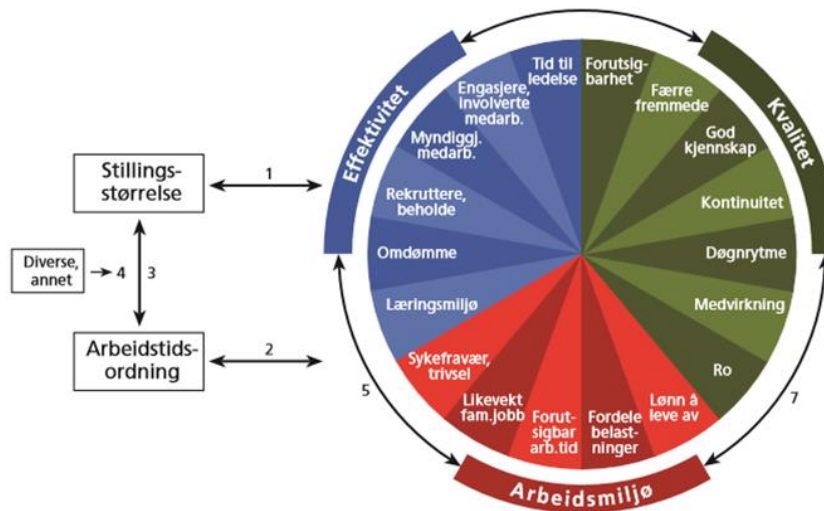 Effektivitet
Kvalitet
Arbeidsmiljø
Tid til
ledelse
Engasjere,
involverte
medarb.
Myndiggj.
medarb.
Rekruttere,
beholde
Omdømme
Læringsmiljø
Forutsig-
barhet
Færre
fremmede
God
kjennskap
Kontinuitet
Døgnrytme
Medvirkning
Ro
Sykefravær,
trivsel
Likevekt
fam.jobb
Forut-
sigbar
arb.tid
Fordele
belast-
ninger
Lønn å
leve av
Stillings-
størrelse
1
Diverse,
annet
4
3
Arbeidstids-
ordning
2
5
7